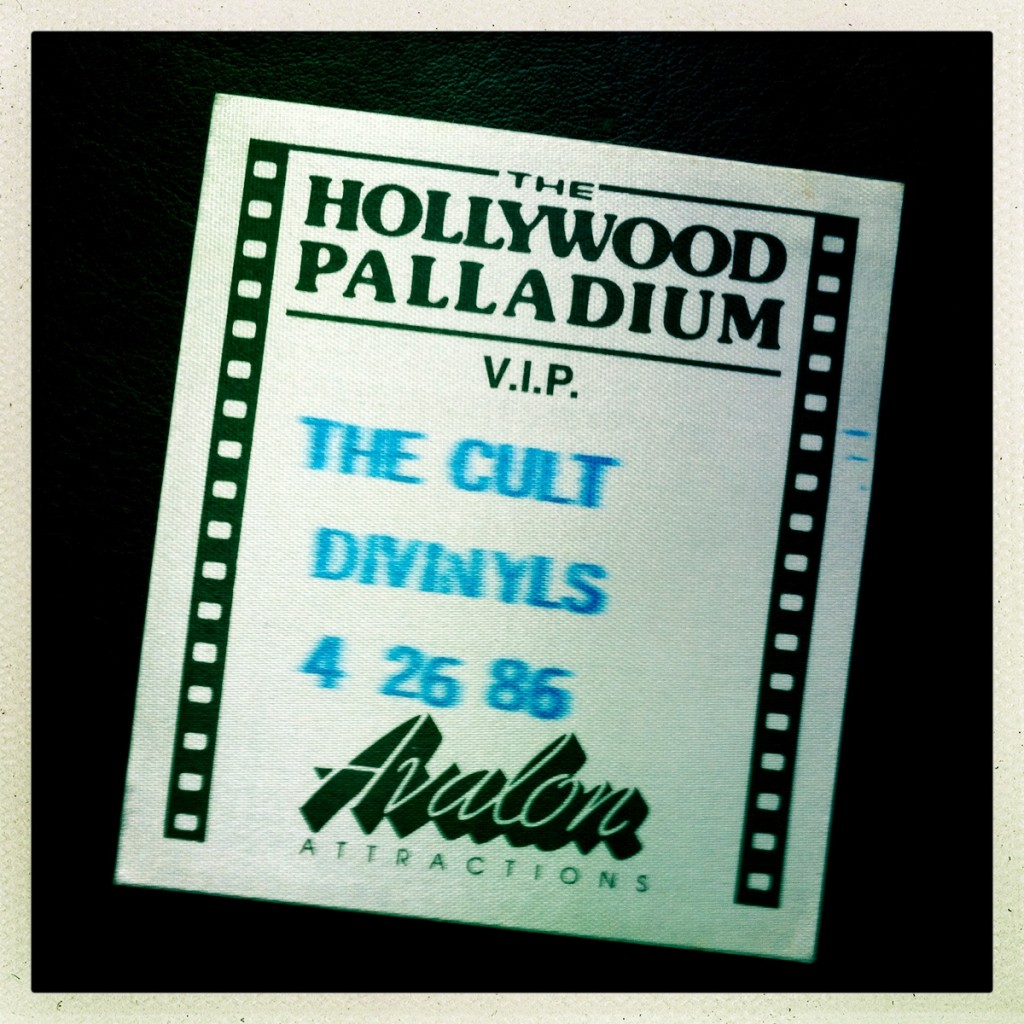 THE
HOLLYWOOD
PALLADIUM
V.I.P.
THE CULT
DIVINYLS
4 26 86
Avalon
ATTRACTIONS